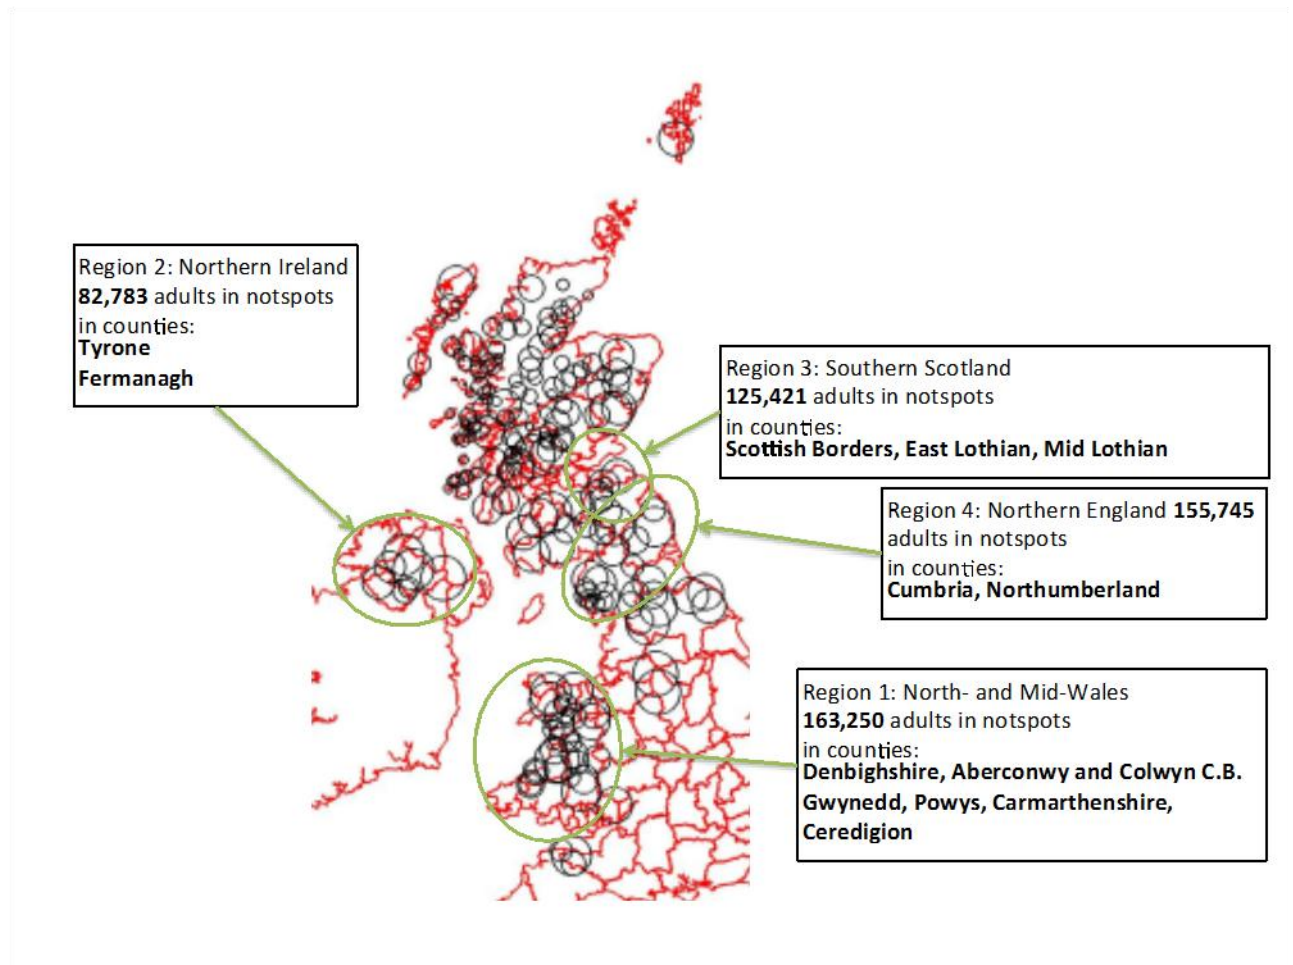 Region 2: Northern Ireland
82,783 adults in notspots
in counties:
Tyrone
Fermanagh
Region 3: Southern Scotland
125,421 adults in notspots
in counties:
Scottish Borders, East Lothian, Mid Lothian
Region 4: Northern England 155,745
adults in notspots
in counties:
Cumbria, Northumberland
Region 1: North- and Mid-Wales
163,250 adults in notspots
in counties:
Denbighshire, Aberconwy and Colwyn C.B.
Gwynedd, Powys, Carmarthenshire,
Ceredigion